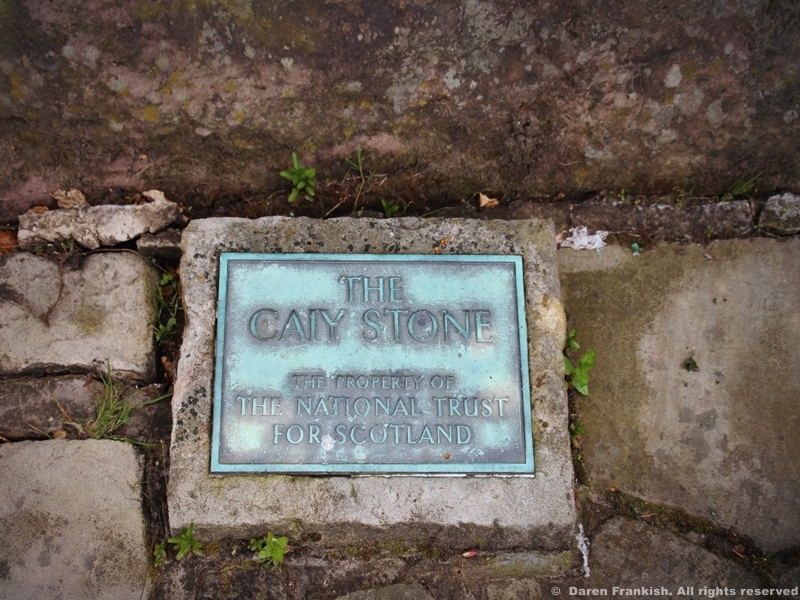 THE
CAIY STONE
THE PROPERTY OF
THE NATIONAL TRUST
FOR SCOTLAND
© Daren Frankish. All rights reserved